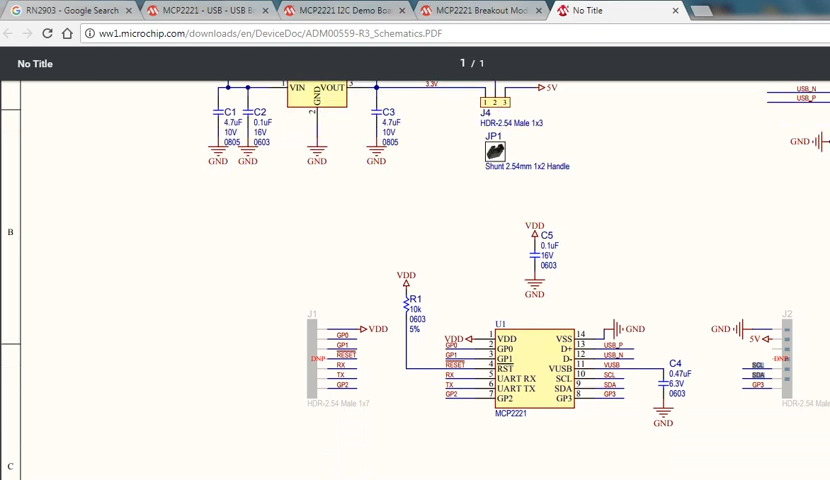 RN2903 - Google Search
MCP2221 - USB - USB B
MCP2221 I2C Demo Boa
MCP2221 Breakout Mod
No Title
ww1.microchip.com/downloads/en/DeviceDoc/ADM00559-R3_Schematics.PDF
No Title
1 / 1
VIN
VOUT
3
3.3V
GND
2
1 2 3
5V
J4
HDR-2.54 Male 1x3
JP1
Shunt 2.54mm 1x2 Handle
USB_N
USB_P
GND
C1
4.7uF
10V
0805
GND
C2
0.1uF
16V
0603
GND
GND
C3
4.7uF
10V
0805
GND
B
VDD
C5
0.1uF
16V
0603
GND
VDD
R1
10k
0603
5%
J1
VDD
GP0
GP1
RESET
RX
TX
GP2
DNP
HDR-2.54 Male 1x7
U1
VDD
GP0
GP1
RESET
RX
TX
GP2
1 VDD VSS 14
2 GP0 D+ 13
3 GP1 D- 12
4 RST VUSB 11
5 UART RX SCL 10
6 UART TX SDA 9
7 GP2 GP3 8
MCP2221
GND
USB_P
USB_N
VUSB
SCL
SDA
GP3
C4
0.47uF
6.3V
0603
GND
J2
GND
5V
DNP
SCL
SDA
GP3
HDR-2.54 Male
C